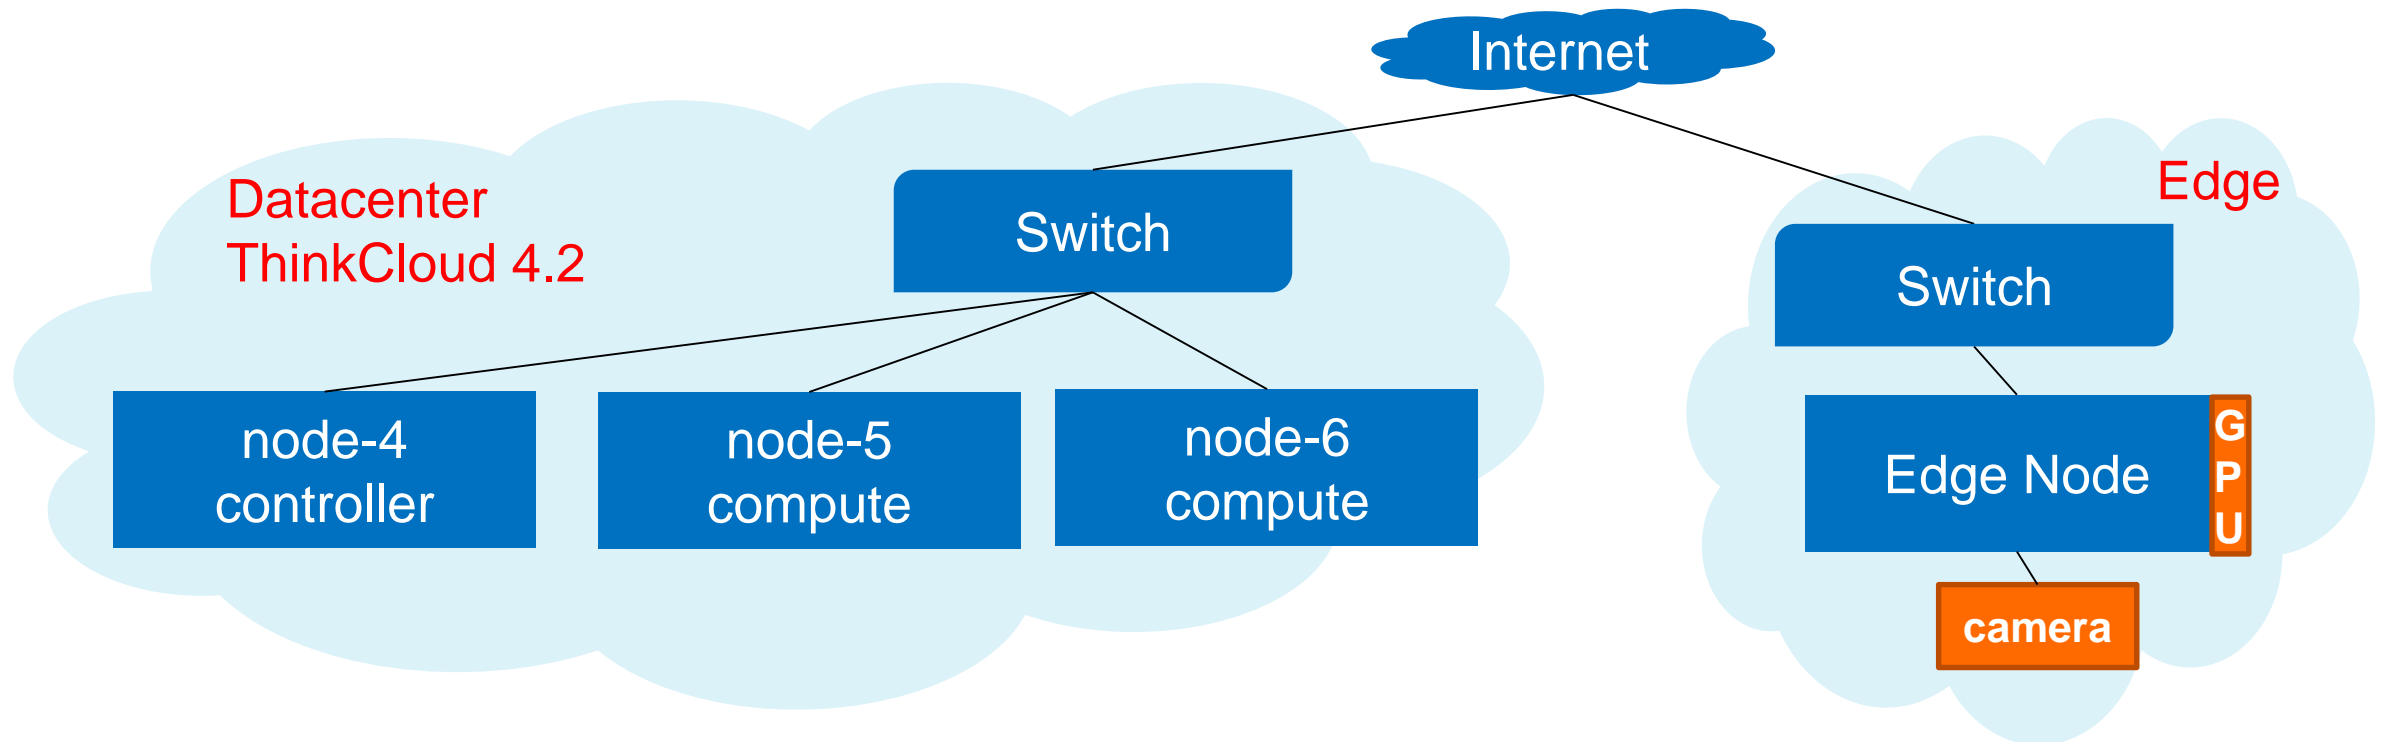 Internet
Datacenter
ThinkCloud 4.2
Switch
Edge
Switch
node-4
controller
node-5
compute
node-6
compute
Edge Node
G
P
U
camera